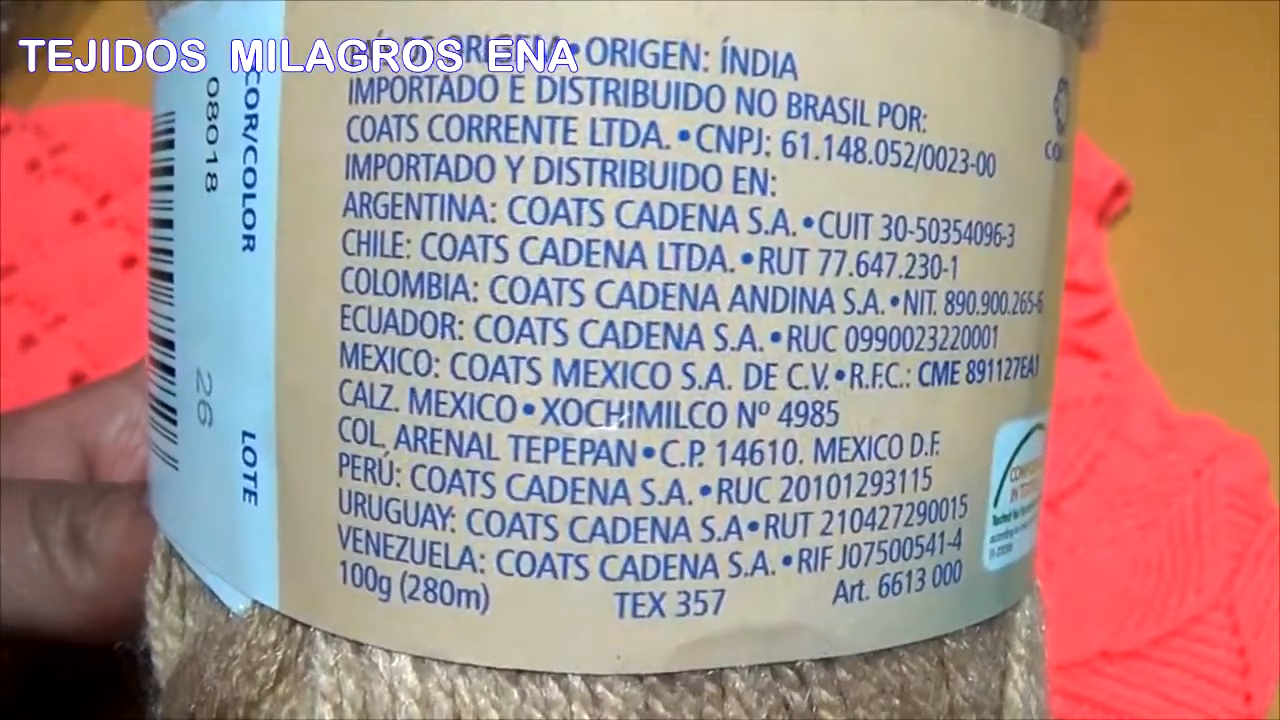 TEJIDOS MILAGROS ENA
ORIGEM • ORIGEN: ÍNDIA
IMPORTADO E DISTRIBUIDO NO BRASIL POR:
COATS CORRENTE LTDA. • CNPJ: 61.148.052/0023-00
IMPORTADO Y DISTRIBUIDO EN:
ARGENTINA: COATS CADENA S.A. • CUIT 30-50354096-3
CHILE: COATS CADENA LTDA. • RUT 77.647.230-1
COLOMBIA: COATS CADENA ANDINA S.A. • NIT. 890.900.265-6
ECUADOR: COATS CADENA S.A. • RUC 0990023220001
MEXICO: COATS MEXICO S.A. DE C.V. • R.F.C.: CME 891127EA1
CALZ. MEXICO • XOCHIMILCO Nº 4985
COL. ARENAL TEPEPAN • C.P. 14610. MEXICO D.F.
PERÚ: COATS CADENA S.A. • RUC 20101293115
URUGUAY: COATS CADENA S.A • RUT 210427290015
VENEZUELA: COATS CADENA S.A. • RIF J07500541-4
100g (280m) TEX 357 Art. 6613 000
COR/COLOR
08018
LOTE
26